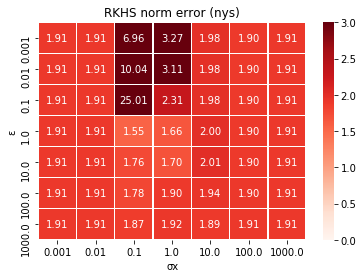 RKHS norm error (nys)
ε
0.001 1.91 1.91 6.96 3.27 1.98 1.90 1.91
0.01 1.91 1.91 10.04 3.11 1.98 1.90 1.91
0.1 1.91 1.91 25.01 2.31 1.98 1.90 1.91
1.0 1.91 1.91 1.55 1.66 2.00 1.90 1.91
10.0 1.91 1.91 1.76 1.70 2.01 1.90 1.91
100.0 1.91 1.91 1.78 1.90 1.94 1.90 1.91
1000.0 1.91 1.91 1.87 1.92 1.89 1.91 1.91
0.001 0.01 0.1 1.0 10.0 100.0 1000.0
σx
3.0
2.5
2.0
1.5
1.0
0.5
0.0